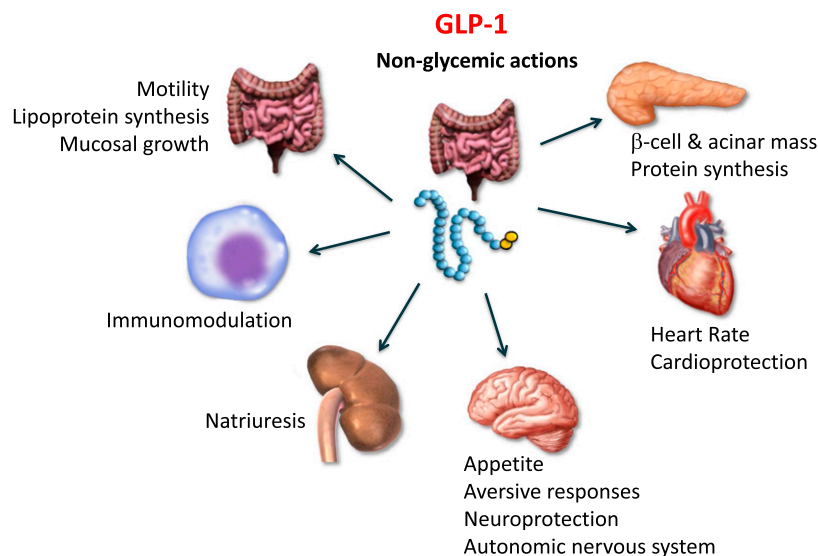 GLP-1
Non-glycemic actions
Motility
Lipoprotein synthesis
Mucosal growth
β-cell & acinar mass
Protein synthesis
Immunomodulation
Heart Rate
Cardioprotection
Natriuresis
Appetite
Aversive responses
Neuroprotection
Autonomic nervous system